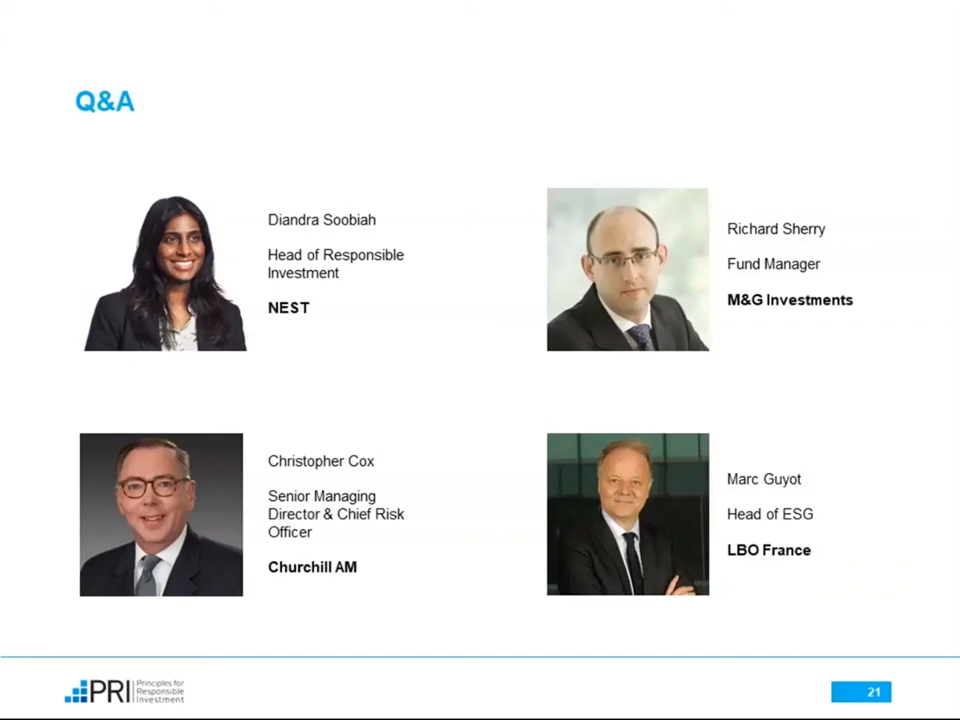 Q&A
Diandra Soobiah
Head of Responsible
Investment
NEST
Richard Sherry
Fund Manager
M&G Investments
Christopher Cox
Senior Managing
Director & Chief Risk
Officer
Churchill AM
Marc Guyot
Head of ESG
LBO France
PRI
Principles for
Responsible
Investment
21